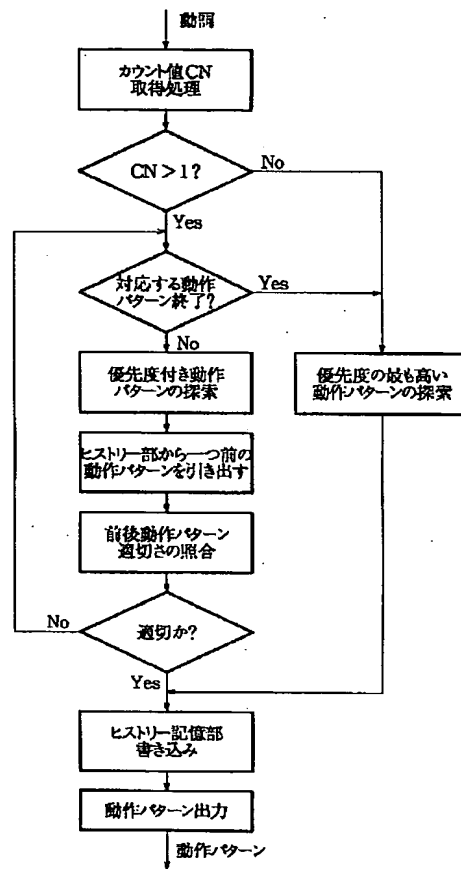 動詞
カウント値CN
取得処理
CN > 1?
No
Yes
対応する動作
パターン終了?
Yes
No
優先度付き動作
パターンの探索
優先度の最も高い
動作パターンの探索
ヒストリー部から一つ前の
動作パターンを引き出す
前後動作パターン
適切さの照合
No
適切か?
Yes
ヒストリー記憶部
書き込み
動作パターン出力
動作パターン